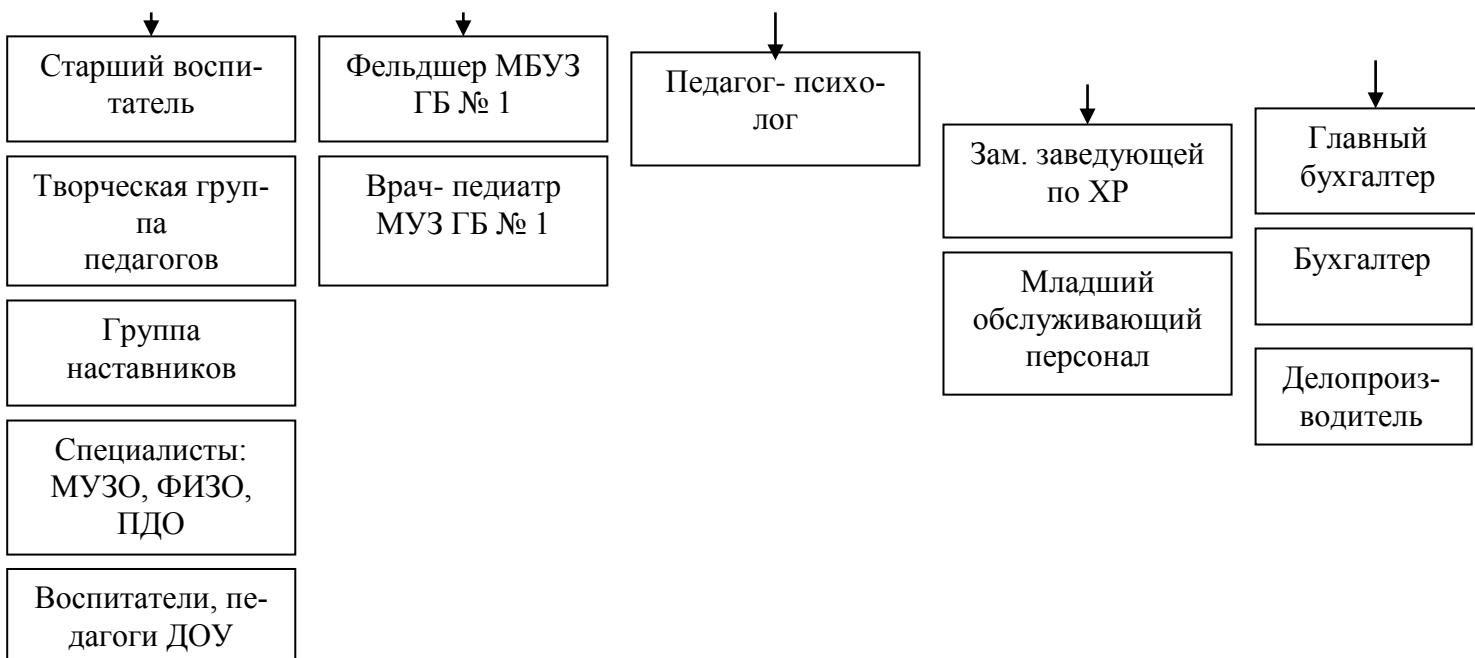 Старший воспи-
татель
Творческая груп-
па
педагогов
Группа
наставников
Специалисты:
МУЗО, ФИЗО,
ПДО
Воспитатели, пе-
дагоги ДОУ
Фельдшер МБУЗ
ГБ № 1
Врач- педиатр
МУЗ ГБ № 1
Педагог- психо-
лог
Зам. заведующей
по ХР
Младший
обслуживающий
персонал
Главный
бухгалтер
Бухгалтер
Делопроиз-
водитель